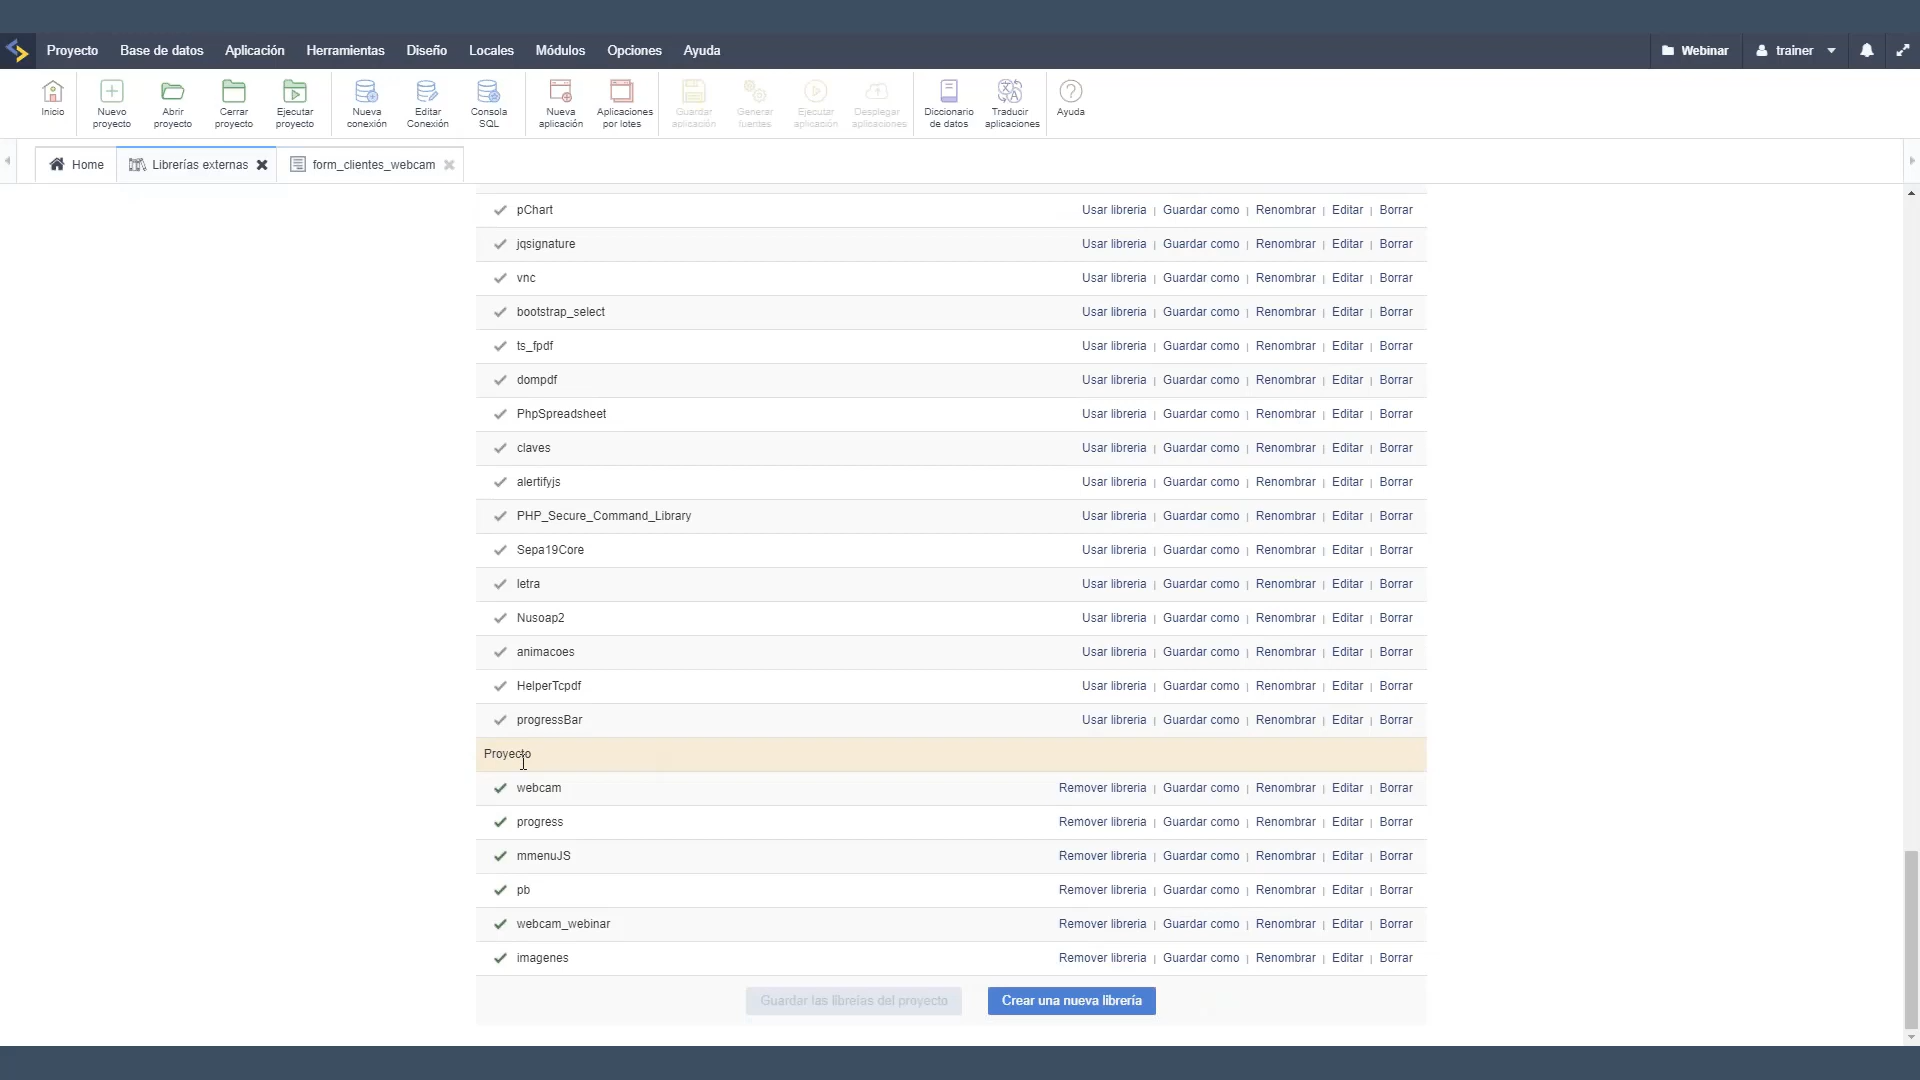 Proyecto Base de datos Aplicación Herramientas Diseño Locales Módulos Opciones Ayuda Webinar trainer
Inicio
Nuevo proyecto
Abrir proyecto
Cerrar proyecto
Ejecutar proyecto
Nueva conexión
Editar Conexión
Consola SQL
Nueva aplicación
Aplicaciones por lotes
Guardar aplicación
Generar fuentes
Ejecutar aplicación
Desplegar aplicaciones
Diccionario de datos
Traducir aplicaciones
Ayuda
Home Librerías externas form_clientes_webcam
pChart Usar libreria | Guardar como | Renombrar | Editar | Borrar
jqsignature Usar libreria | Guardar como | Renombrar | Editar | Borrar
vnc Usar libreria | Guardar como | Renombrar | Editar | Borrar
bootstrap_select Usar libreria | Guardar como | Renombrar | Editar | Borrar
ts_fpdf Usar libreria | Guardar como | Renombrar | Editar | Borrar
dompdf Usar libreria | Guardar como | Renombrar | Editar | Borrar
PhpSpreadsheet Usar libreria | Guardar como | Renombrar | Editar | Borrar
claves Usar libreria | Guardar como | Renombrar | Editar | Borrar
alertifyjs Usar libreria | Guardar como | Renombrar | Editar | Borrar
PHP_Secure_Command_Library Usar libreria | Guardar como | Renombrar | Editar | Borrar
Sepa19Core Usar libreria | Guardar como | Renombrar | Editar | Borrar
letra Usar libreria | Guardar como | Renombrar | Editar | Borrar
Nusoap2 Usar libreria | Guardar como | Renombrar | Editar | Borrar
animacoes Usar libreria | Guardar como | Renombrar | Editar | Borrar
HelperTcpdf Usar libreria | Guardar como | Renombrar | Editar | Borrar
progressBar Usar libreria | Guardar como | Renombrar | Editar | Borrar
Proyecto
webcam Remover libreria | Guardar como | Renombrar | Editar | Borrar
progress Remover libreria | Guardar como | Renombrar | Editar | Borrar
mmenuJS Remover libreria | Guardar como | Renombrar | Editar | Borrar
pb Remover libreria | Guardar como | Renombrar | Editar | Borrar
webcam_webinar Remover libreria | Guardar como | Renombrar | Editar | Borrar
imagenes Remover libreria | Guardar como | Renombrar | Editar | Borrar
Guardar las libreías del proyecto Crear una nueva librería